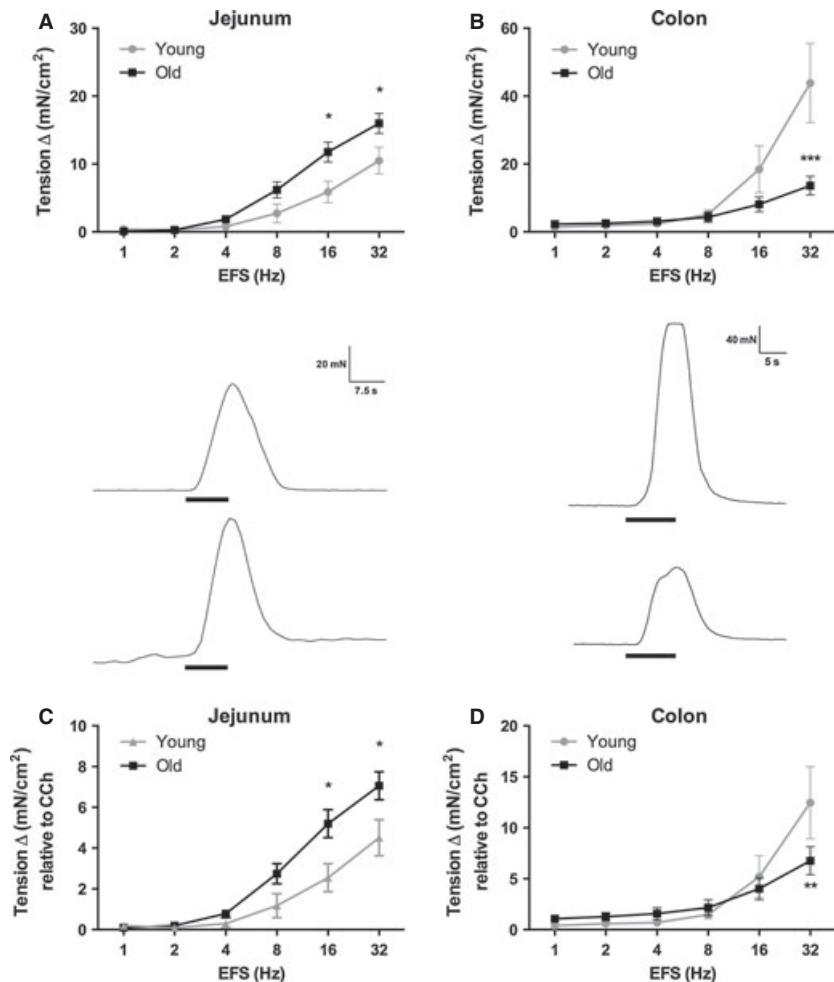 A
Jejunum
Young
Old
Tension Δ (mN/cm²)
30
20
10
0
*
*
1 2 4 8 16 32
EFS (Hz)
B
Colon
Young
Old
Tension Δ (mN/cm²)
60
40
20
0
***
1 2 4 8 16 32
EFS (Hz)
20 mN
7.5 s
40 mN
5 s
C
Jejunum
Young
Old
Tension Δ (mN/cm²)
relative to CCh
10
8
6
4
2
0
*
*
1 2 4 8 16 32
EFS (Hz)
D
Colon
Young
Old
Tension Δ (mN/cm²)
relative to CCh
20
15
10
5
0
**
1 2 4 8 16 32
EFS (Hz)